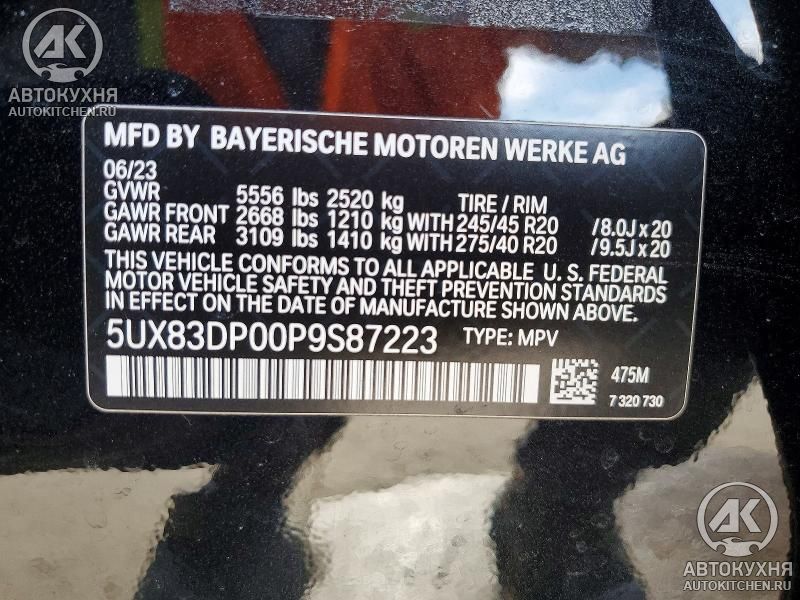 АК
АВТОКУХНЯ
AUTOKITCHEN.RU
MFD BY BAYERISCHE MOTOREN WERKE AG
06/23
GVWR 5556 lbs 2520 kg TIRE / RIM
GAWR FRONT 2668 lbs 1210 kg WITH 245/45 R20 /8.0J x 20
GAWR REAR 3109 lbs 1410 kg WITH 275/40 R20 /9.5J x 20
THIS VEHICLE CONFORMS TO ALL APPLICABLE U. S. FEDERAL
MOTOR VEHICLE SAFETY AND THEFT PREVENTION STANDARDS
IN EFFECT ON THE DATE OF MANUFACTURE SHOWN ABOVE.
5UX83DP00P9S87223 TYPE: MPV
475M
7 320 730
АК
АВТОКУХНЯ
AUTOKITCHEN.RU